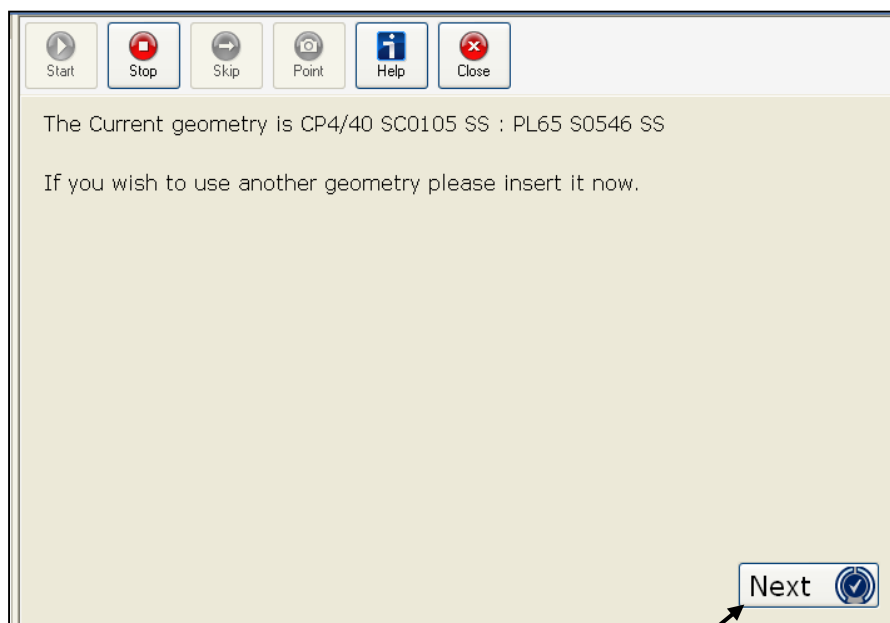 Start Stop Skip Point Help Close
The Current geometry is CP4/40 SC0105 SS : PL65 S0546 SS
If you wish to use another geometry please insert it now.
Next